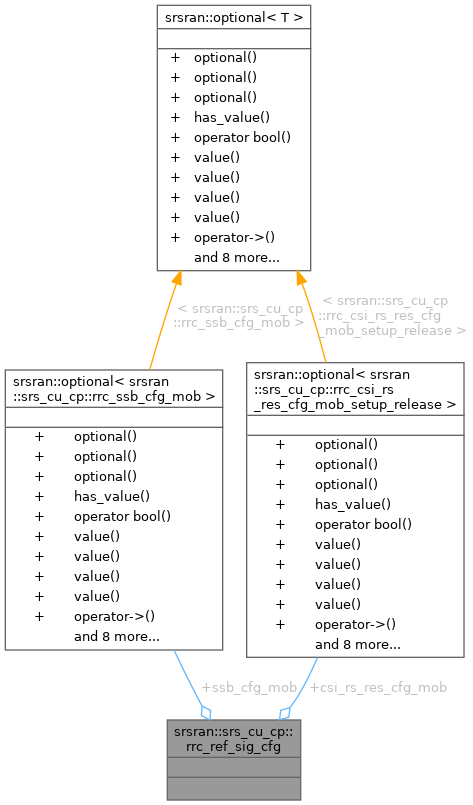 srsran::optional< T >
+ optional()
+ optional()
+ optional()
+ has_value()
+ operator bool()
+ value()
+ value()
+ value()
+ value()
+ operator->()
and 8 more...
< srsran::srs_cu_cp
::rrc_ssb_cfg_mob >
< srsran::srs_cu_cp
::rrc_csi_rs_res_cfg
_mob_setup_release >
srsran::optional< srsran
::srs_cu_cp::rrc_ssb_cfg_mob >
+ optional()
+ optional()
+ optional()
+ has_value()
+ operator bool()
+ value()
+ value()
+ value()
+ value()
+ operator->()
and 8 more...
srsran::optional< srsran
::srs_cu_cp::rrc_csi_rs
_res_cfg_mob_setup_release >
+ optional()
+ optional()
+ optional()
+ has_value()
+ operator bool()
+ value()
+ value()
+ value()
+ value()
+ operator->()
and 8 more...
+ssb_cfg_mob
+csi_rs_res_cfg_mob
srsran::srs_cu_cp::
rrc_ref_sig_cfg